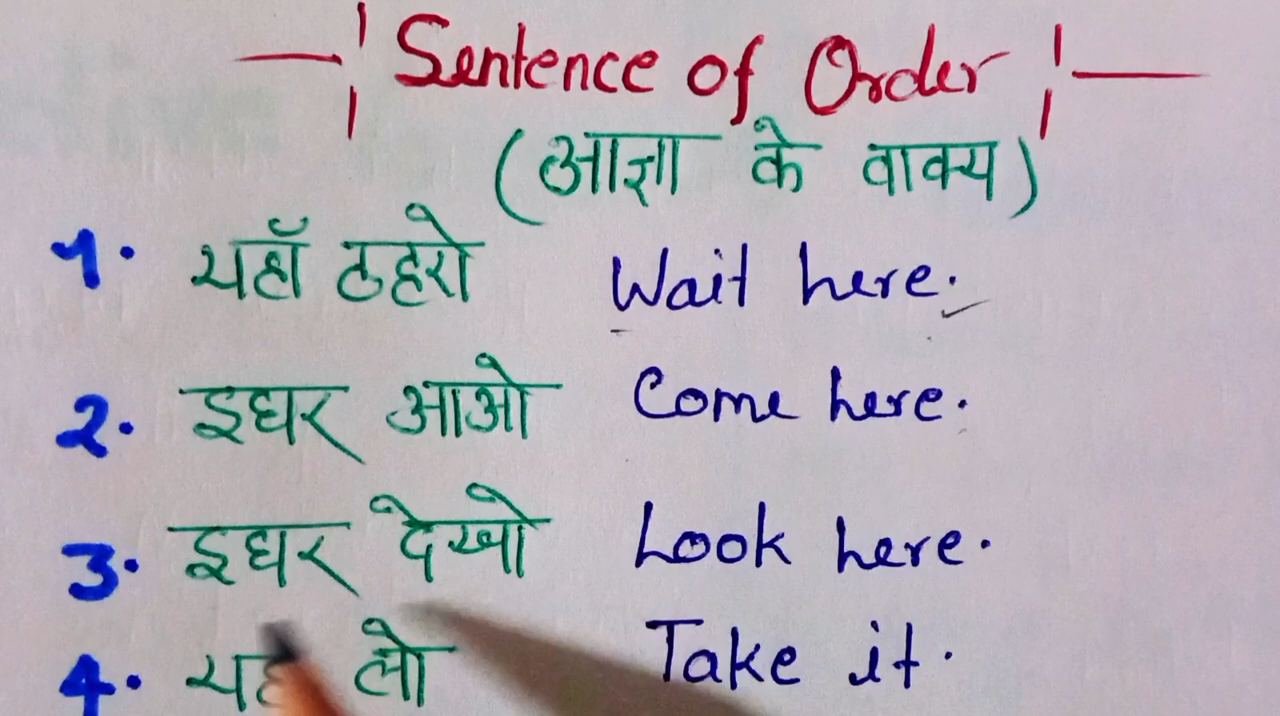 Sentence of Order
(आज्ञा के वाक्य)
1. यहाँ ठहरो Wait here.
2. इधर आओ Come here.
3. इधर देखो Look here.
4. यह लो Take it.